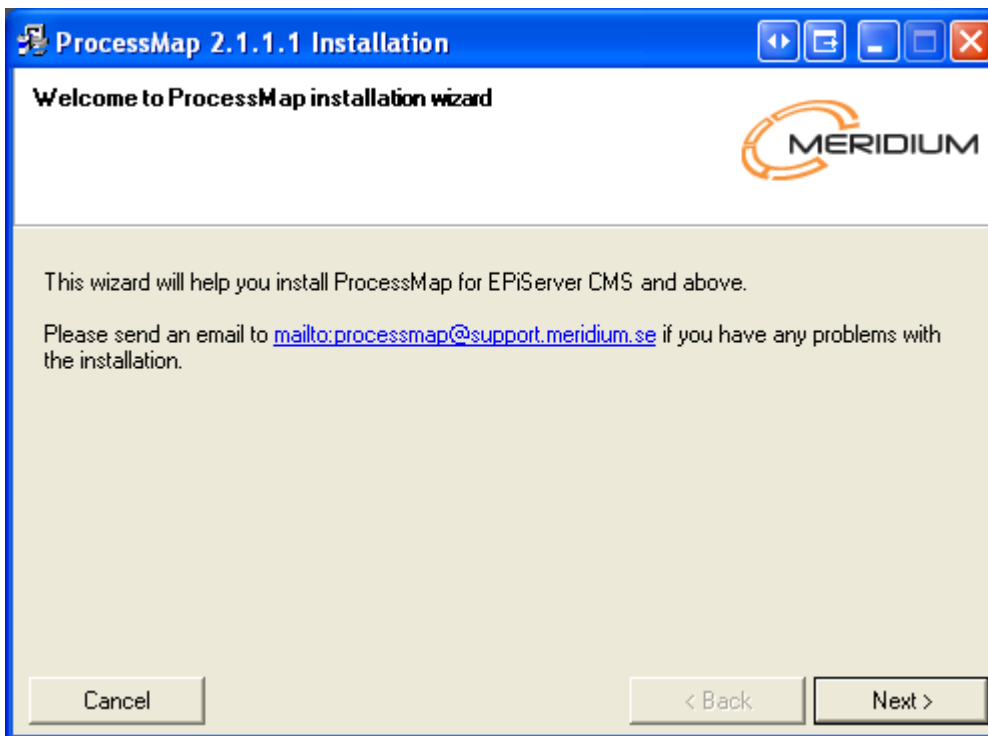 ProcessMap 2.1.1.1 Installation
Welcome to ProcessMap installation wizard
MERIDIUM
This wizard will help you install ProcessMap for EPiServer CMS and above.
Please send an email to mailto:processmap@support.meridium.se if you have any problems with
the installation.
Cancel
< Back
Next >